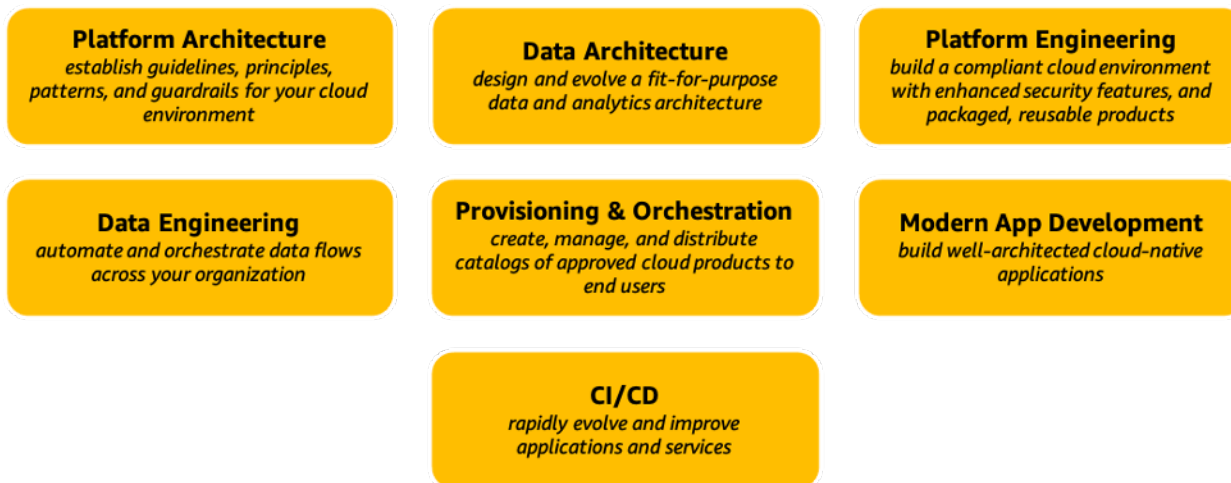 Platform Architecture
establish guidelines, principles,
patterns, and guardrails for your cloud
environment
Data Architecture
design and evolve a fit-for-purpose
data and analytics architecture
Platform Engineering
build a compliant cloud environment
with enhanced security features, and
packaged, reusable products
Data Engineering
automate and orchestrate data flows
across your organization
Provisioning & Orchestration
create, manage, and distribute
catalogs of approved cloud products to
end users
Modern App Development
build well-architected cloud-native
applications
CI/CD
rapidly evolve and improve
applications and services